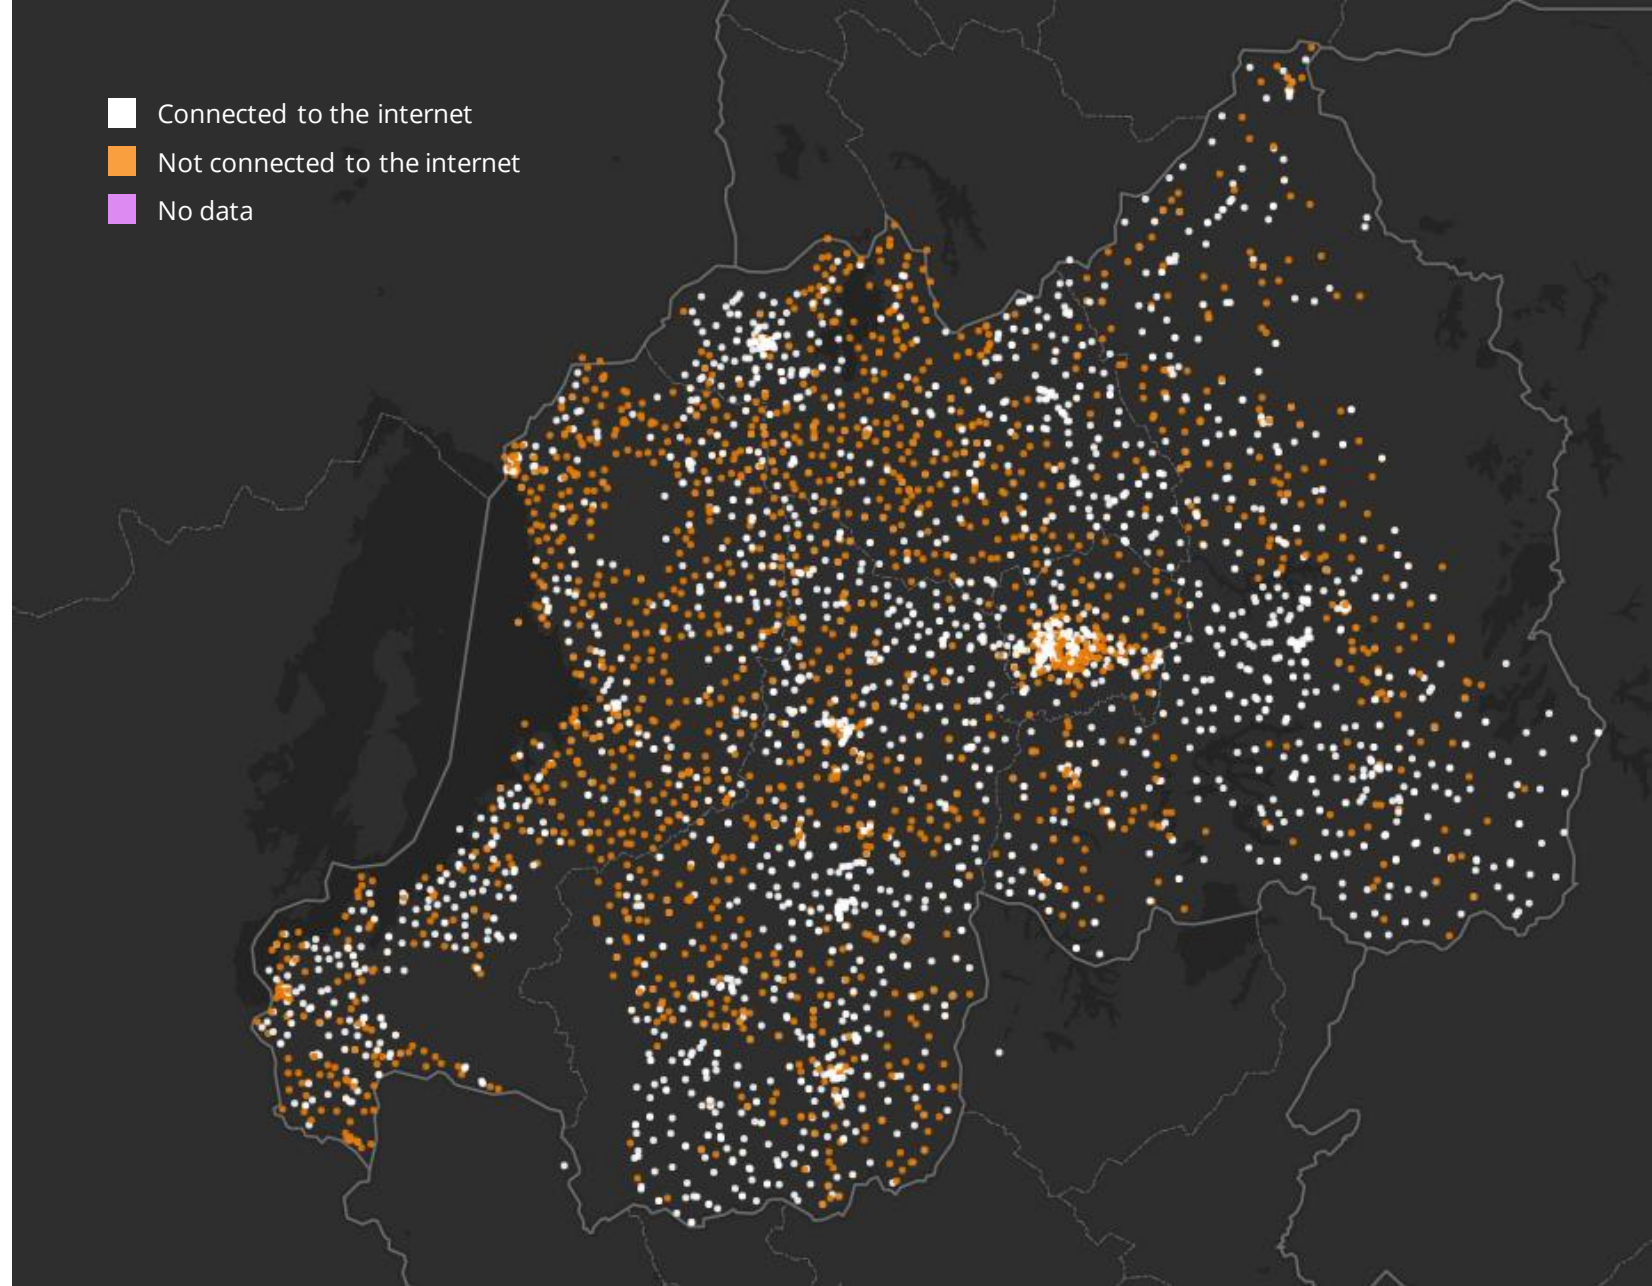 Connected to the internet
Not connected to the internet
No data